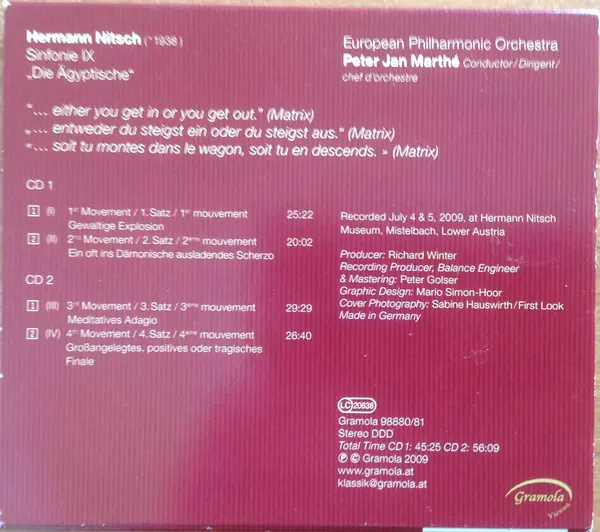 Hermann Nitsch (*1938)
Sinfonie IX
„Die Ägyptische“
European Philharmonic Orchestra
Peter Jan Marthé Conductor/Dirigent/
chef d'orchestre
“... either you get in or you get out.” (Matrix)
„... entweder du steigst ein oder du steigst aus.“ (Matrix)
“... soit tu montes dans le wagon, soit tu en descends. » (Matrix)
CD 1
1 (I) 1st Movement / 1. Satz / 1er mouvement 25:22
Gewaltige Explosion
2 (II) 2nd Movement / 2. Satz / 2ème mouvement 20:02
Ein oft ins Dämonische ausladendes Scherzo
CD 2
1 (III) 3rd Movement / 3. Satz / 3ème mouvement 29:29
Meditatives Adagio
2 (IV) 4th Movement / 4. Satz / 4ème mouvement 26:40
Großangelegtes, positives oder tragisches
Finale
Recorded July 4 & 5, 2009, at Hermann Nitsch
Museum, Mistelbach, Lower Austria
Producer: Richard Winter
Recording Producer, Balance Engineer
& Mastering: Peter Golser
Graphic Design: Mario Simon-Hoor
Cover Photography: Sabine Hauswirth/First Look
Made in Germany
LC 20638
Gramola 98880/81
Stereo DDD
Total Time CD 1: 45:25 CD 2: 56:09
℗ © Gramola 2009
www.gramola.at
klassik@gramola.at
Gramola
Vienna